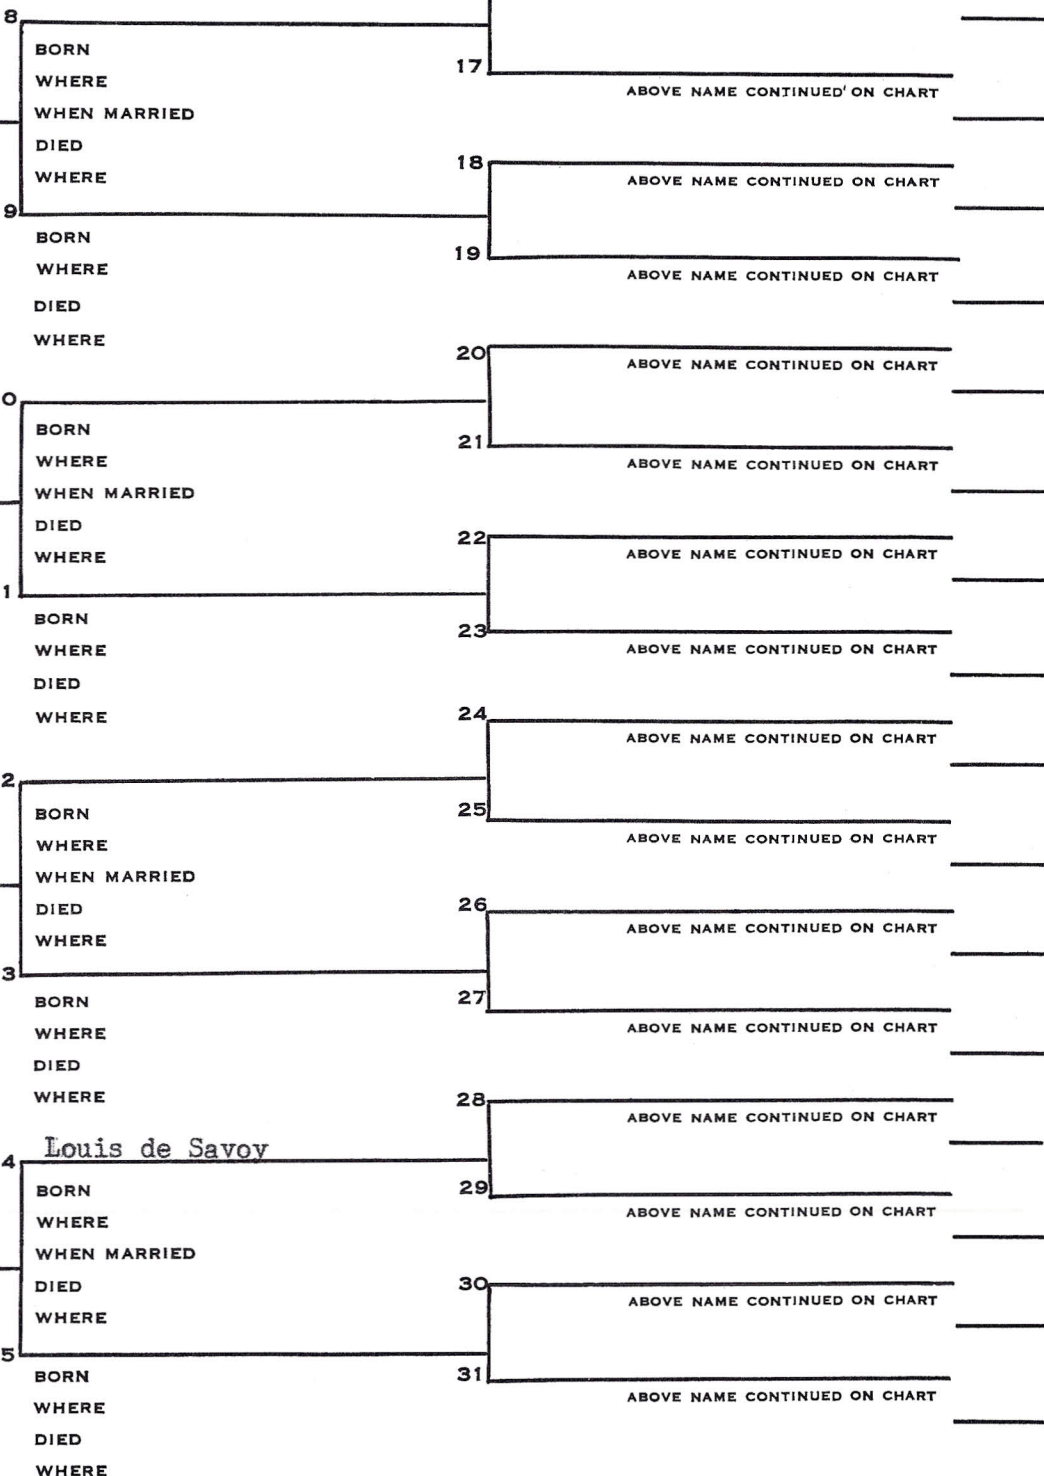 8
BORN
WHERE
17
ABOVE NAME CONTINUED ON CHART
WHEN MARRIED
DIED
18
WHERE
ABOVE NAME CONTINUED ON CHART
9
BORN
19
WHERE
ABOVE NAME CONTINUED ON CHART
DIED
WHERE
20
ABOVE NAME CONTINUED ON CHART
0
BORN
21
WHERE
ABOVE NAME CONTINUED ON CHART
WHEN MARRIED
DIED
22
WHERE
ABOVE NAME CONTINUED ON CHART
1
BORN
23
WHERE
ABOVE NAME CONTINUED ON CHART
DIED
WHERE
24
ABOVE NAME CONTINUED ON CHART
2
BORN
25
WHERE
ABOVE NAME CONTINUED ON CHART
WHEN MARRIED
DIED
26
WHERE
ABOVE NAME CONTINUED ON CHART
3
BORN
27
WHERE
ABOVE NAME CONTINUED ON CHART
DIED
WHERE
28
ABOVE NAME CONTINUED ON CHART
Louis de Savoy
4
BORN
29
WHERE
ABOVE NAME CONTINUED ON CHART
WHEN MARRIED
DIED
30
WHERE
ABOVE NAME CONTINUED ON CHART
5
BORN
31
WHERE
ABOVE NAME CONTINUED ON CHART
DIED
WHERE